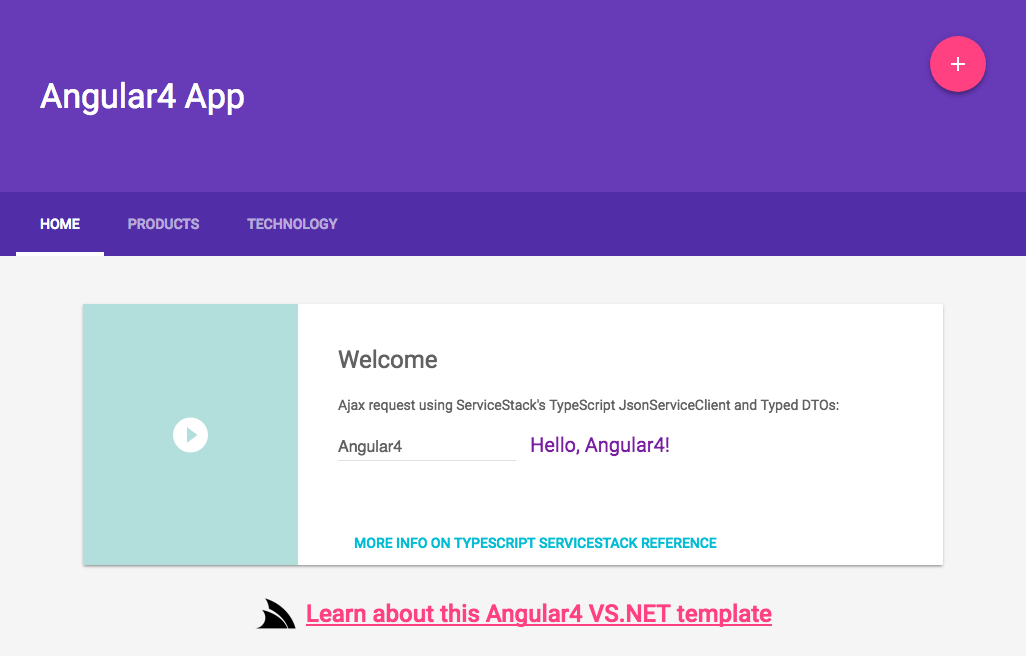 Angular4 App
HOME PRODUCTS TECHNOLOGY
Welcome
Ajax request using ServiceStack's TypeScript JsonServiceClient and Typed DTOs:
Angular4 Hello, Angular4!
MORE INFO ON TYPESCRIPT SERVICESTACK REFERENCE
Learn about this Angular4 VS.NET template